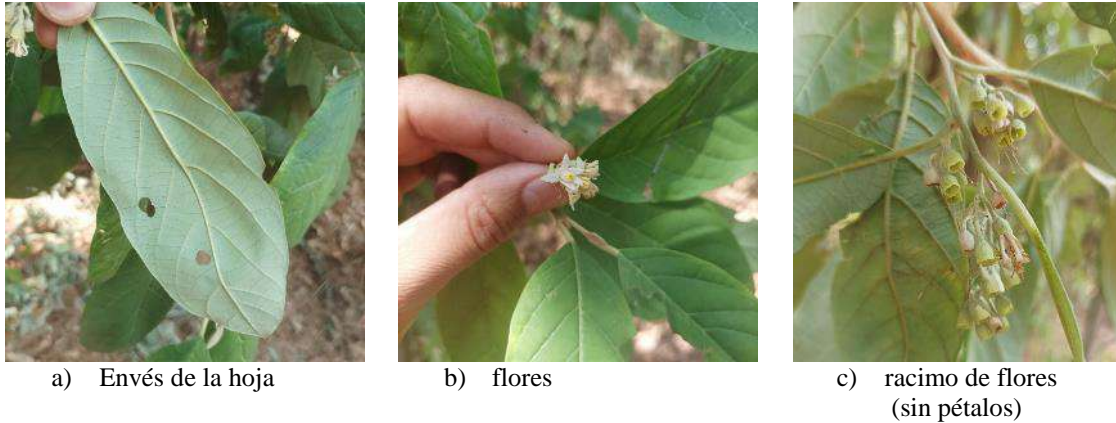 a) Envés de la hoja
b) flores
c) racimo de flores
(sin pétalos)